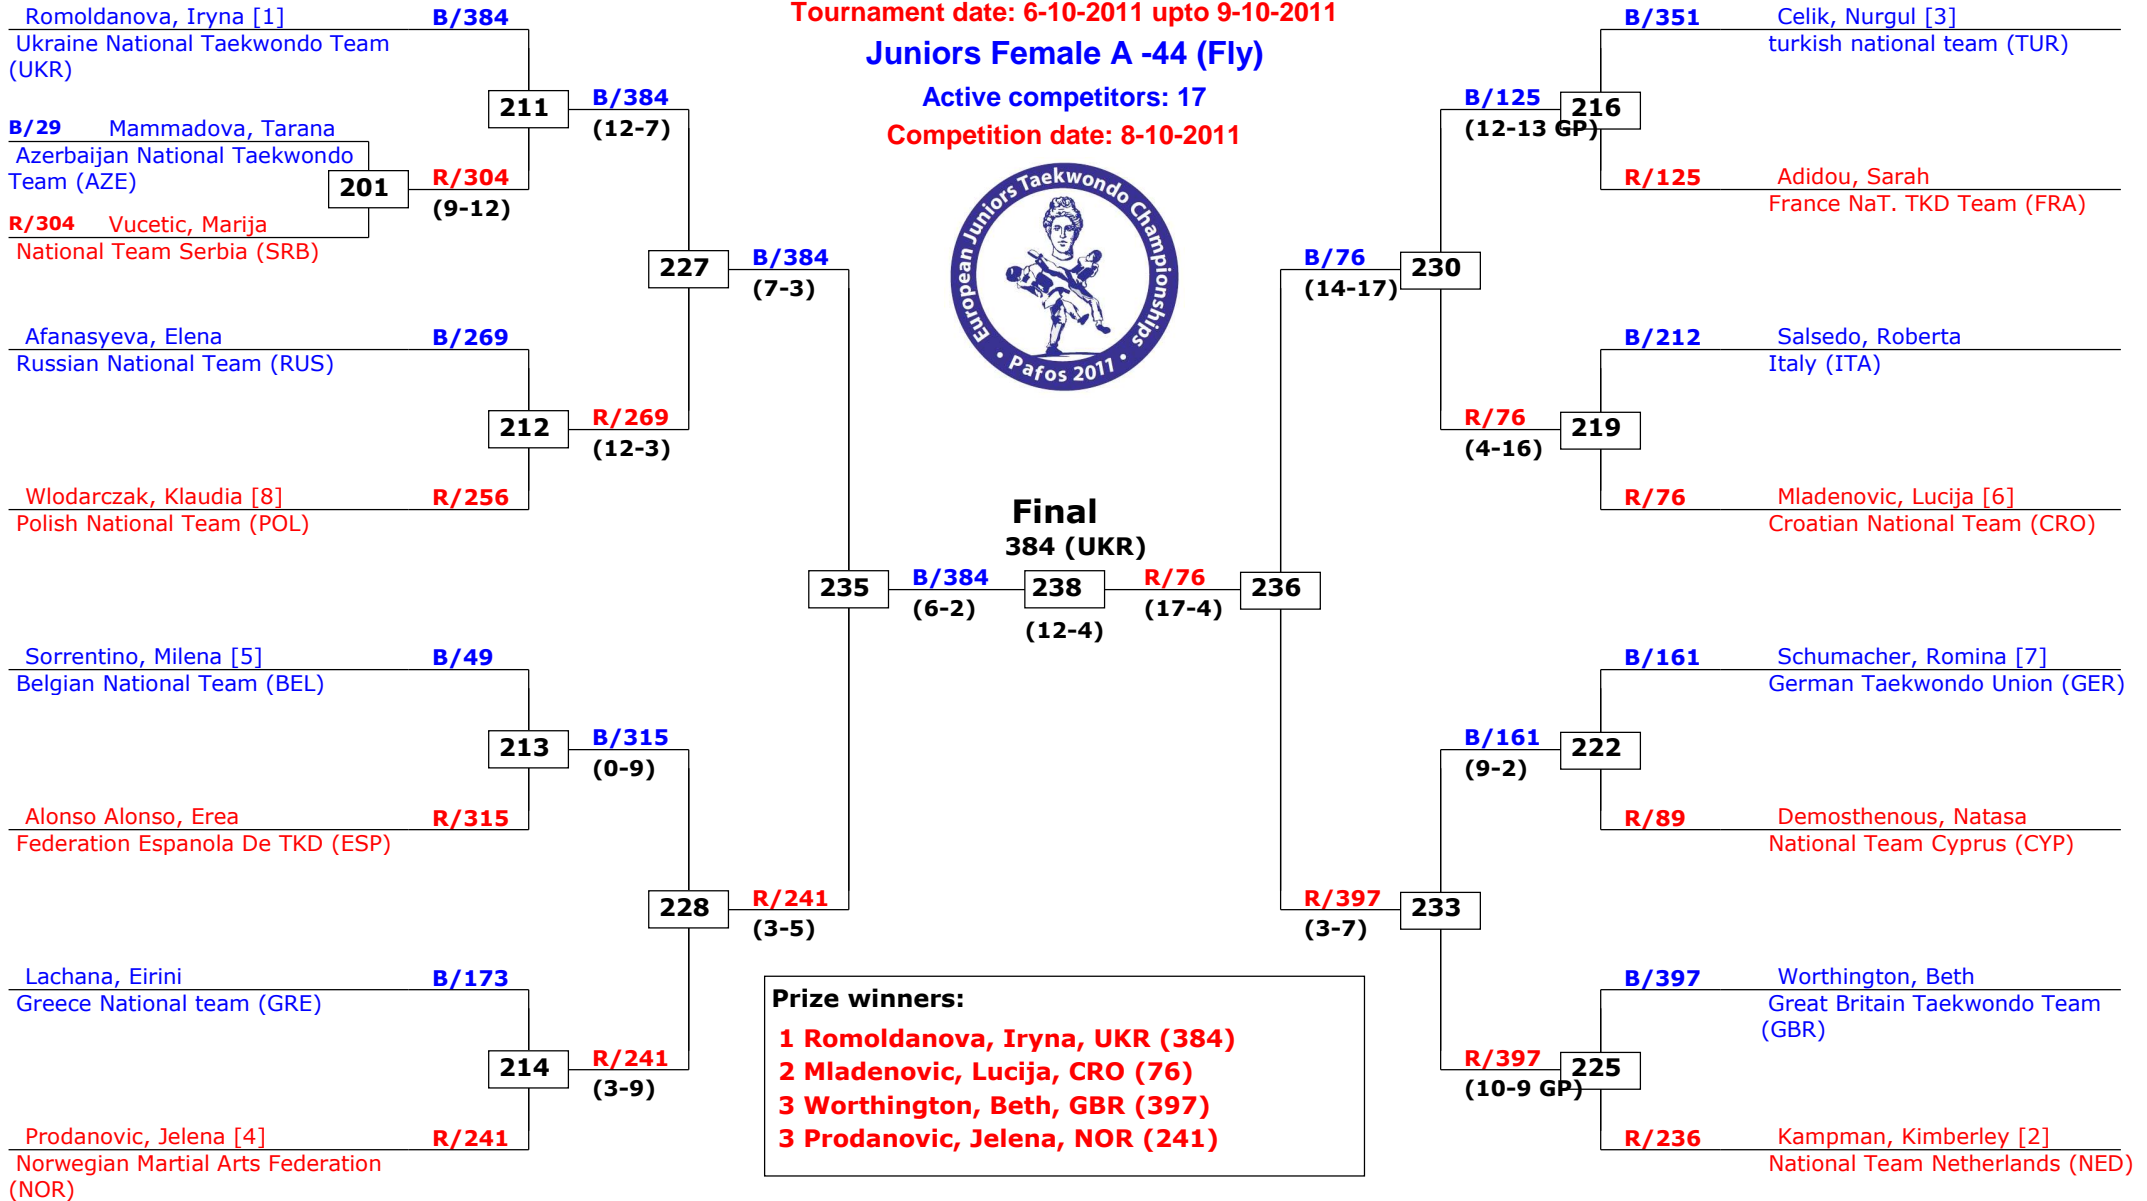 Tournament date: 6-10-2011 upto 9-10-2011
Juniors Female A -44 (Fly)
Active competitors: 17
Competition date: 8-10-2011
European Juniors Taekwondo Championships
• Pafos 2011 •
Romoldanova, Iryna [1] B/384
Ukraine National Taekwondo Team
(UKR)
B/29 Mammadova, Tarana
Azerbaijan National Taekwondo
Team (AZE)
201
R/304 Vucetic, Marija
National Team Serbia (SRB)
R/304
(9-12)
211
B/384
(12-7)
Afanasyeva, Elena B/269
Russian National Team (RUS)
212
R/269
(12-3)
Wlodarczak, Klaudia [8] R/256
Polish National Team (POL)
227
B/384
(7-3)
Sorrentino, Milena [5] B/49
Belgian National Team (BEL)
213
B/315
(0-9)
Alonso Alonso, Erea R/315
Federation Espanola De TKD (ESP)
228
R/241
(3-5)
Lachana, Eirini B/173
Greece National team (GRE)
214
R/241
(3-9)
Prodanovic, Jelena [4] R/241
Norwegian Martial Arts Federation
(NOR)
235
B/384
(6-2)
Final
384 (UKR)
238
(12-4)
R/76
(17-4)
236
B/351 Celik, Nurgul [3]
turkish national team (TUR)
B/125
(12-13 GP)
216
R/125 Adidou, Sarah
France NaT. TKD Team (FRA)
B/76
(14-17)
230
B/212 Salsedo, Roberta
Italy (ITA)
R/76
(4-16)
219
R/76 Mladenovic, Lucija [6]
Croatian National Team (CRO)
B/161 Schumacher, Romina [7]
German Taekwondo Union (GER)
B/161
(9-2)
222
R/89 Demosthenous, Natasa
National Team Cyprus (CYP)
R/397
(3-7)
233
B/397 Worthington, Beth
Great Britain Taekwondo Team
(GBR)
R/397
(10-9 GP)
225
R/236 Kampman, Kimberley [2]
National Team Netherlands (NED)
Prize winners:
1 Romoldanova, Iryna, UKR (384)
2 Mladenovic, Lucija, CRO (76)
3 Worthington, Beth, GBR (397)
3 Prodanovic, Jelena, NOR (241)